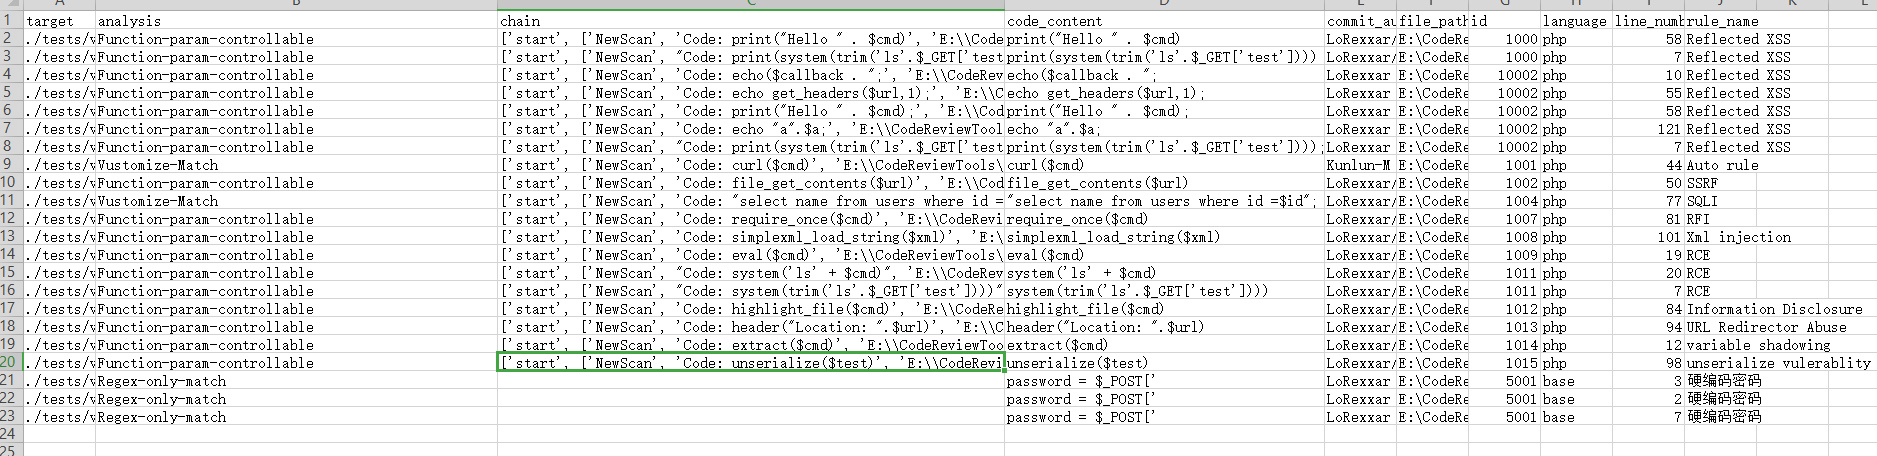 A B C D E F G H I J K L
1 target analysis chain code_content commit_au file_path id language line_numb rule_name
2 ./tests/v Function-param-controllable ['start', ['NewScan', 'Code: print("Hello " . $cmd)', 'E:\\Code print("Hello " . $cmd) LoRexxar/ E:\CodeRe 1000 php 58 Reflected XSS
3 ./tests/v Function-param-controllable ['start', ['NewScan', "Code: print(system(trim('ls'.$_GET['test print(system(trim('ls'.$_GET['test']))) LoRexxar/ E:\CodeRe 1000 php 7 Reflected XSS
4 ./tests/v Function-param-controllable ['start', ['NewScan', 'Code: echo($callback . ";', 'E:\\CodeRev echo($callback . "; LoRexxar E:\CodeRe 10002 php 10 Reflected XSS
5 ./tests/v Function-param-controllable ['start', ['NewScan', 'Code: echo get_headers($url,1);', 'E:\\C echo get_headers($url,1); LoRexxar E:\CodeRe 10002 php 55 Reflected XSS
6 ./tests/v Function-param-controllable ['start', ['NewScan', 'Code: print("Hello " . $cmd);', 'E:\\Cod print("Hello " . $cmd); LoRexxar E:\CodeRe 10002 php 58 Reflected XSS
7 ./tests/v Function-param-controllable ['start', ['NewScan', 'Code: echo "a".$a;', 'E:\\CodeReviewTool echo "a".$a; LoRexxar E:\CodeRe 10002 php 121 Reflected XSS
8 ./tests/v Function-param-controllable ['start', ['NewScan', "Code: print(system(trim('ls'.$_GET['test print(system(trim('ls'.$_GET['test']))); LoRexxar E:\CodeRe 10002 php 7 Reflected XSS
9 ./tests/v Vustomize-Match ['start', ['NewScan', 'Code: curl($cmd)', 'E:\\CodeReviewTools\ curl($cmd) Kunlun-M E:\CodeRe 1001 php 44 Auto rule
10 ./tests/v Function-param-controllable ['start', ['NewScan', 'Code: file_get_contents($url)', 'E:\\Cod file_get_contents($url) LoRexxar/ E:\CodeRe 1002 php 50 SSRF
11 ./tests/v Vustomize-Match ['start', ['NewScan', 'Code: "select name from users where id = "select name from users where id =$id"; LoRexxar/ E:\CodeRe 1004 php 77 SQLI
12 ./tests/v Function-param-controllable ['start', ['NewScan', 'Code: require_once($cmd)', 'E:\\CodeRevi require_once($cmd) LoRexxar/ E:\CodeRe 1007 php 81 RFI
13 ./tests/v Function-param-controllable ['start', ['NewScan', 'Code: simplexml_load_string($xml)', 'E:\ simplexml_load_string($xml) LoRexxar/ E:\CodeRe 1008 php 101 Xml injection
14 ./tests/v Function-param-controllable ['start', ['NewScan', 'Code: eval($cmd)', 'E:\\CodeReviewTools\ eval($cmd) LoRexxar/ E:\CodeRe 1009 php 19 RCE
15 ./tests/v Function-param-controllable ['start', ['NewScan', "Code: system('ls' + $cmd)", 'E:\\CodeRev system('ls' + $cmd) LoRexxar/ E:\CodeRe 1011 php 20 RCE
16 ./tests/v Function-param-controllable ['start', ['NewScan', "Code: system(trim('ls'.$_GET['test']))" system(trim('ls'.$_GET['test'])) LoRexxar/ E:\CodeRe 1011 php 7 RCE
17 ./tests/v Function-param-controllable ['start', ['NewScan', 'Code: highlight_file($cmd)', 'E:\\CodeRe highlight_file($cmd) LoRexxar/ E:\CodeRe 1012 php 84 Information Disclosure
18 ./tests/v Function-param-controllable ['start', ['NewScan', 'Code: header("Location: ".$url)', 'E:\\C header("Location: ".$url) LoRexxar/ E:\CodeRe 1013 php 94 URL Redirector Abuse
19 ./tests/v Function-param-controllable ['start', ['NewScan', 'Code: extract($cmd)', 'E:\\CodeReviewToo extract($cmd) LoRexxar/ E:\CodeRe 1014 php 12 variable shadowing
20 ./tests/v Function-param-controllable ['start', ['NewScan', 'Code: unserialize($test)', 'E:\\CodeRevi unserialize($test) LoRexxar/ E:\CodeRe 1015 php 98 unserialize vulerablity
21 ./tests/v Regex-only-match password = $_POST[' LoRexxar E:\CodeRe 5001 base 3 硬编码密码
22 ./tests/v Regex-only-match password = $_POST[' LoRexxar E:\CodeRe 5001 base 2 硬编码密码
23 ./tests/v Regex-only-match password = $_POST[' LoRexxar E:\CodeRe 5001 base 7 硬编码密码
24
25